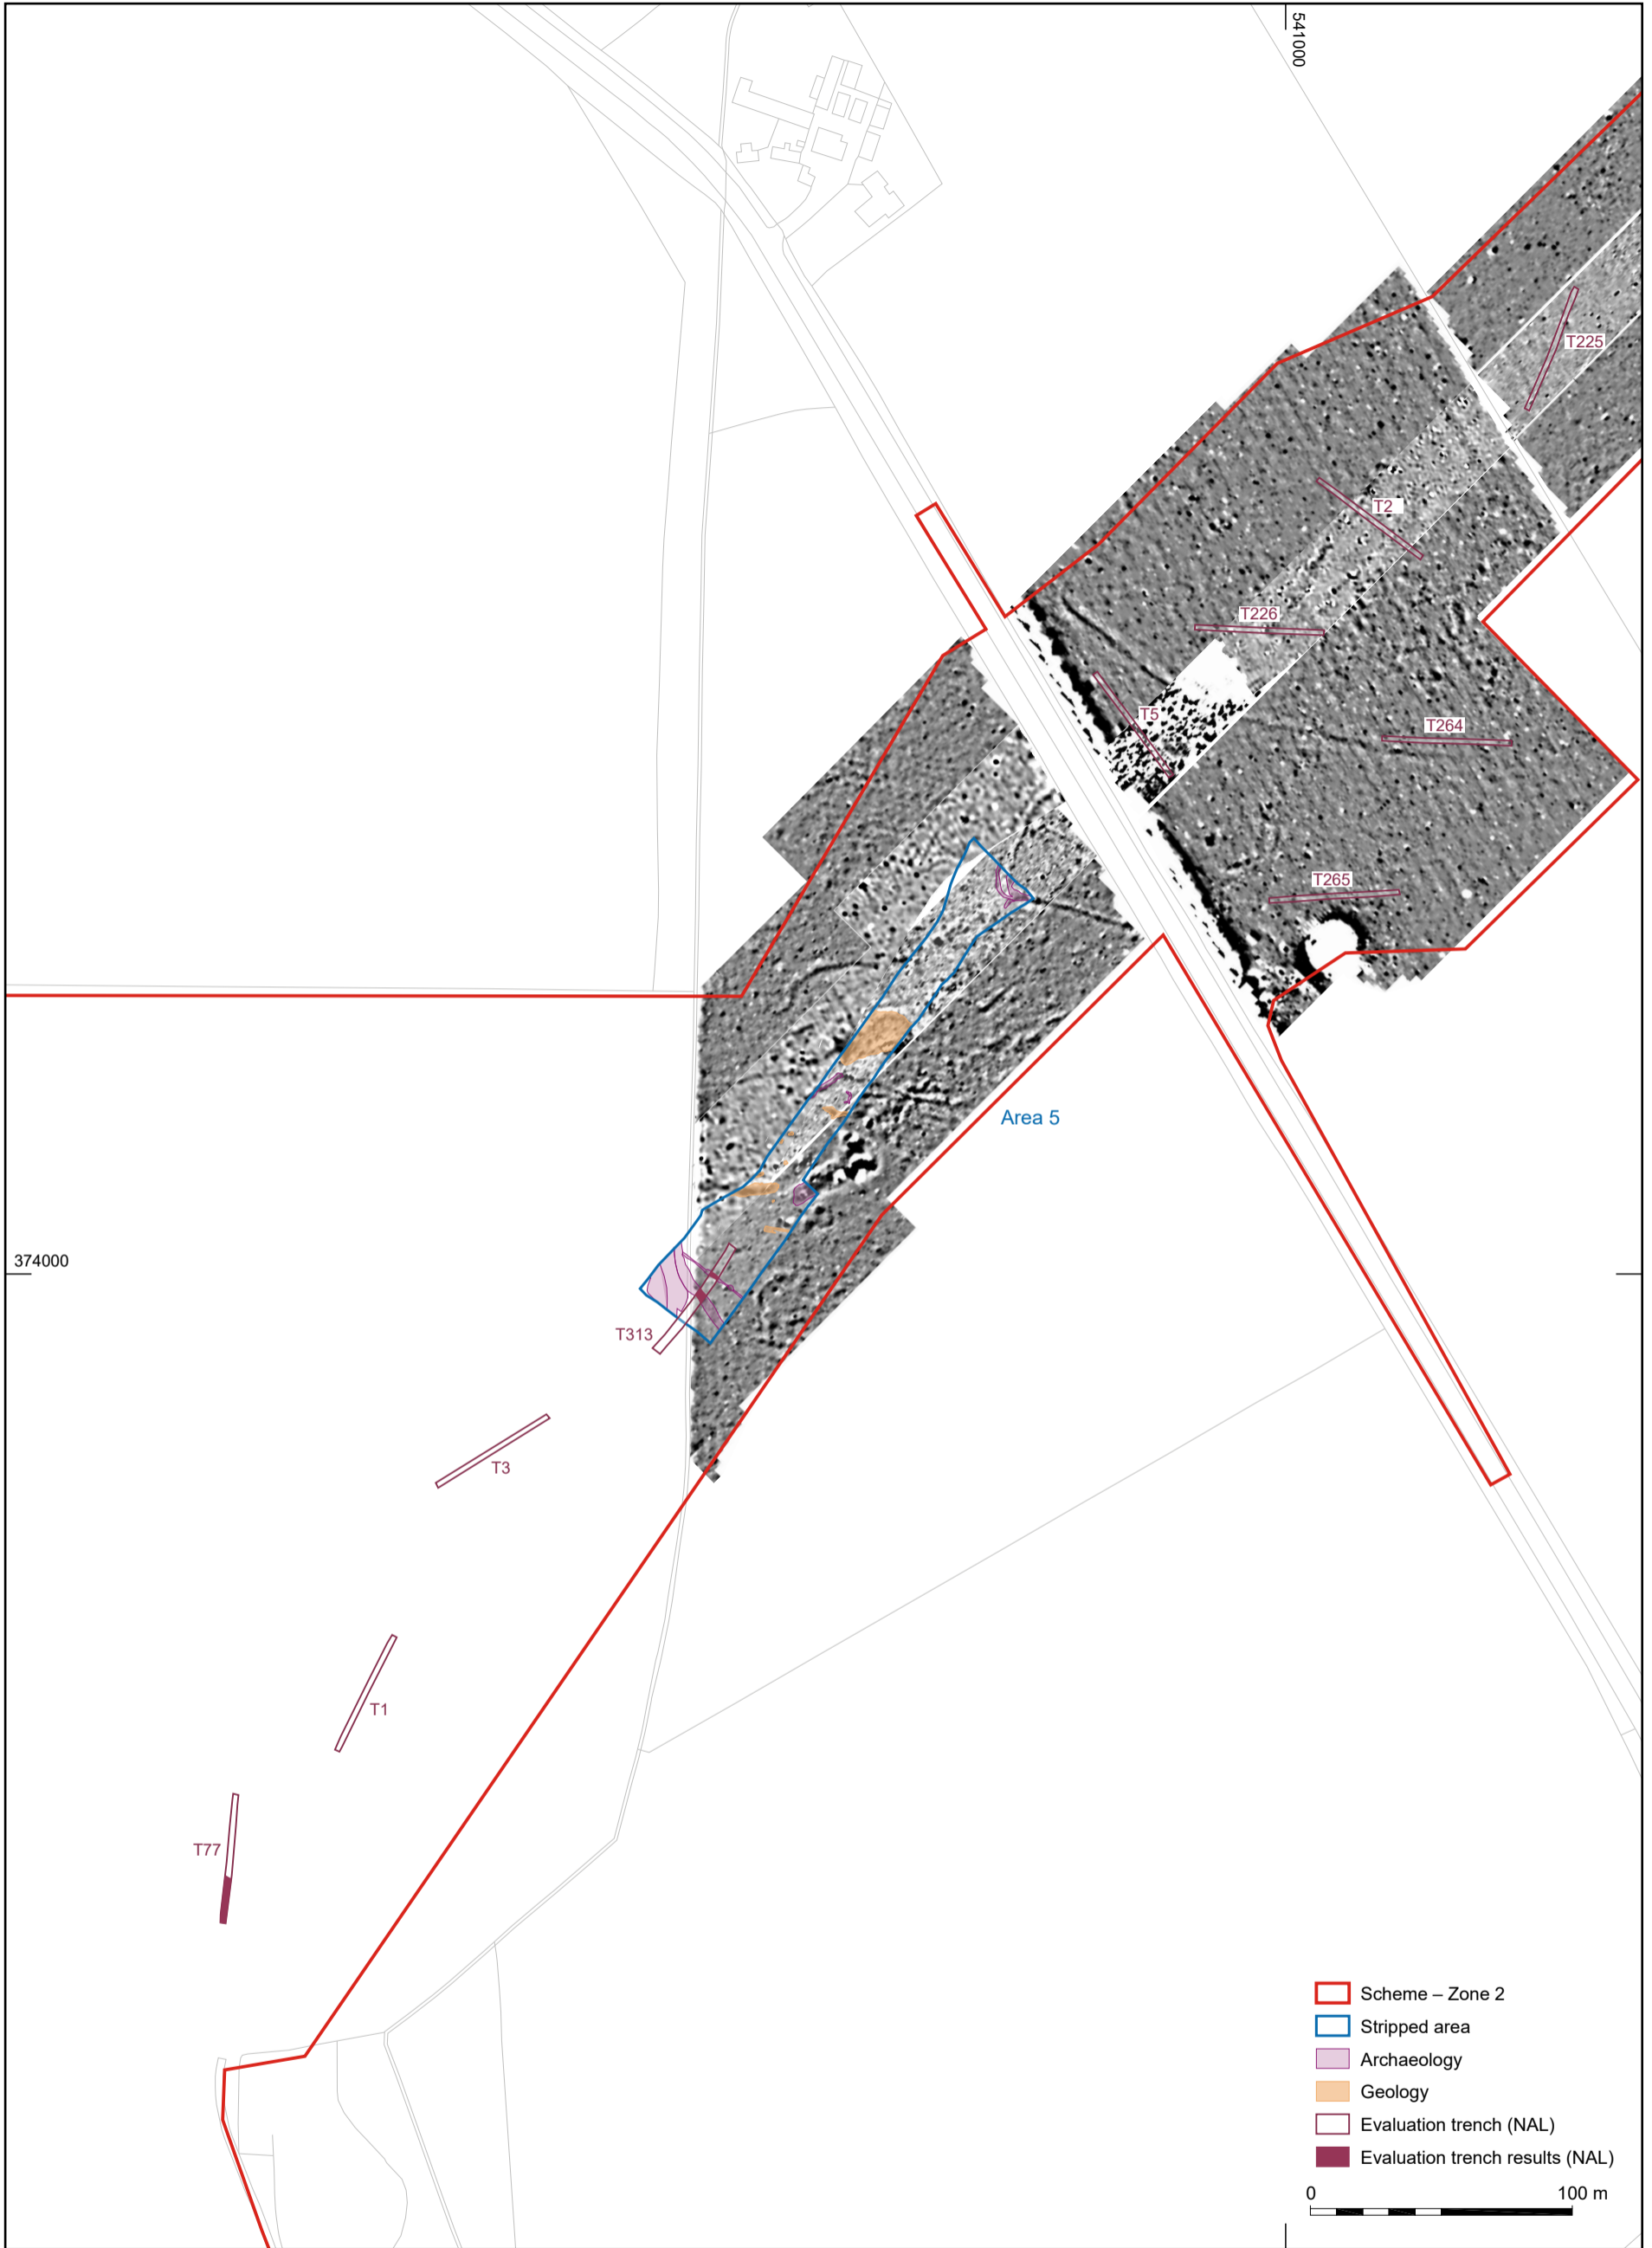 541000
T225
T2
T226
T5
T264
T265
Area 5
374000
T313
T3
T1
T77
Scheme – Zone 2
Stripped area
Archaeology
Geology
Evaluation trench (NAL)
Evaluation trench results (NAL)
0 100 m